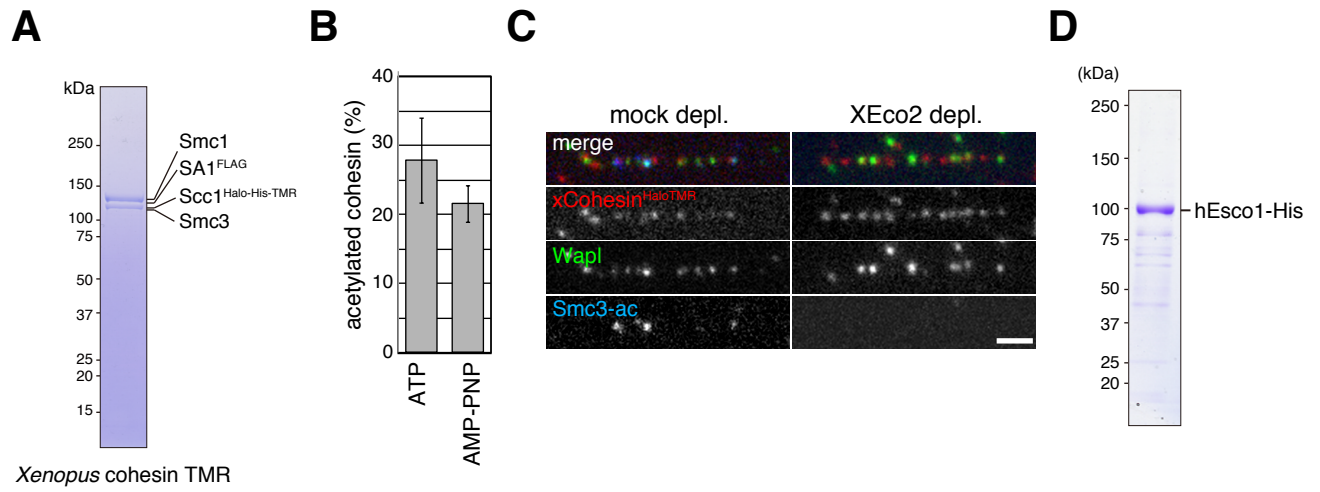 A
kDa
250
150
100
75
50
37
25
20
15
Smc1
SA1FLAG
Scc1Halo-His-TMR
Smc3
Xenopus cohesin TMR
B
acetylated cohesin (%)
40
30
20
10
0
ATP
AMP-PNP
C
mock depl.
XEco2 depl.
merge
xCohesinHaloTMR
Wapl
Smc3-ac
D
(kDa)
250
150
100
75
50
37
25
20
hEsco1-His